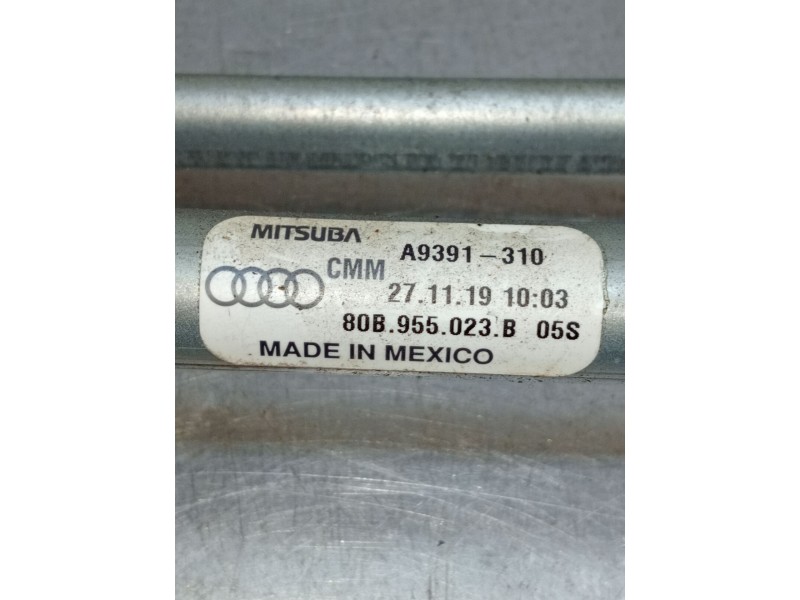 MITSUBA A9391-310
CMM
27.11.19 10:03
80B.955.023.B 05S
MADE IN MEXICO